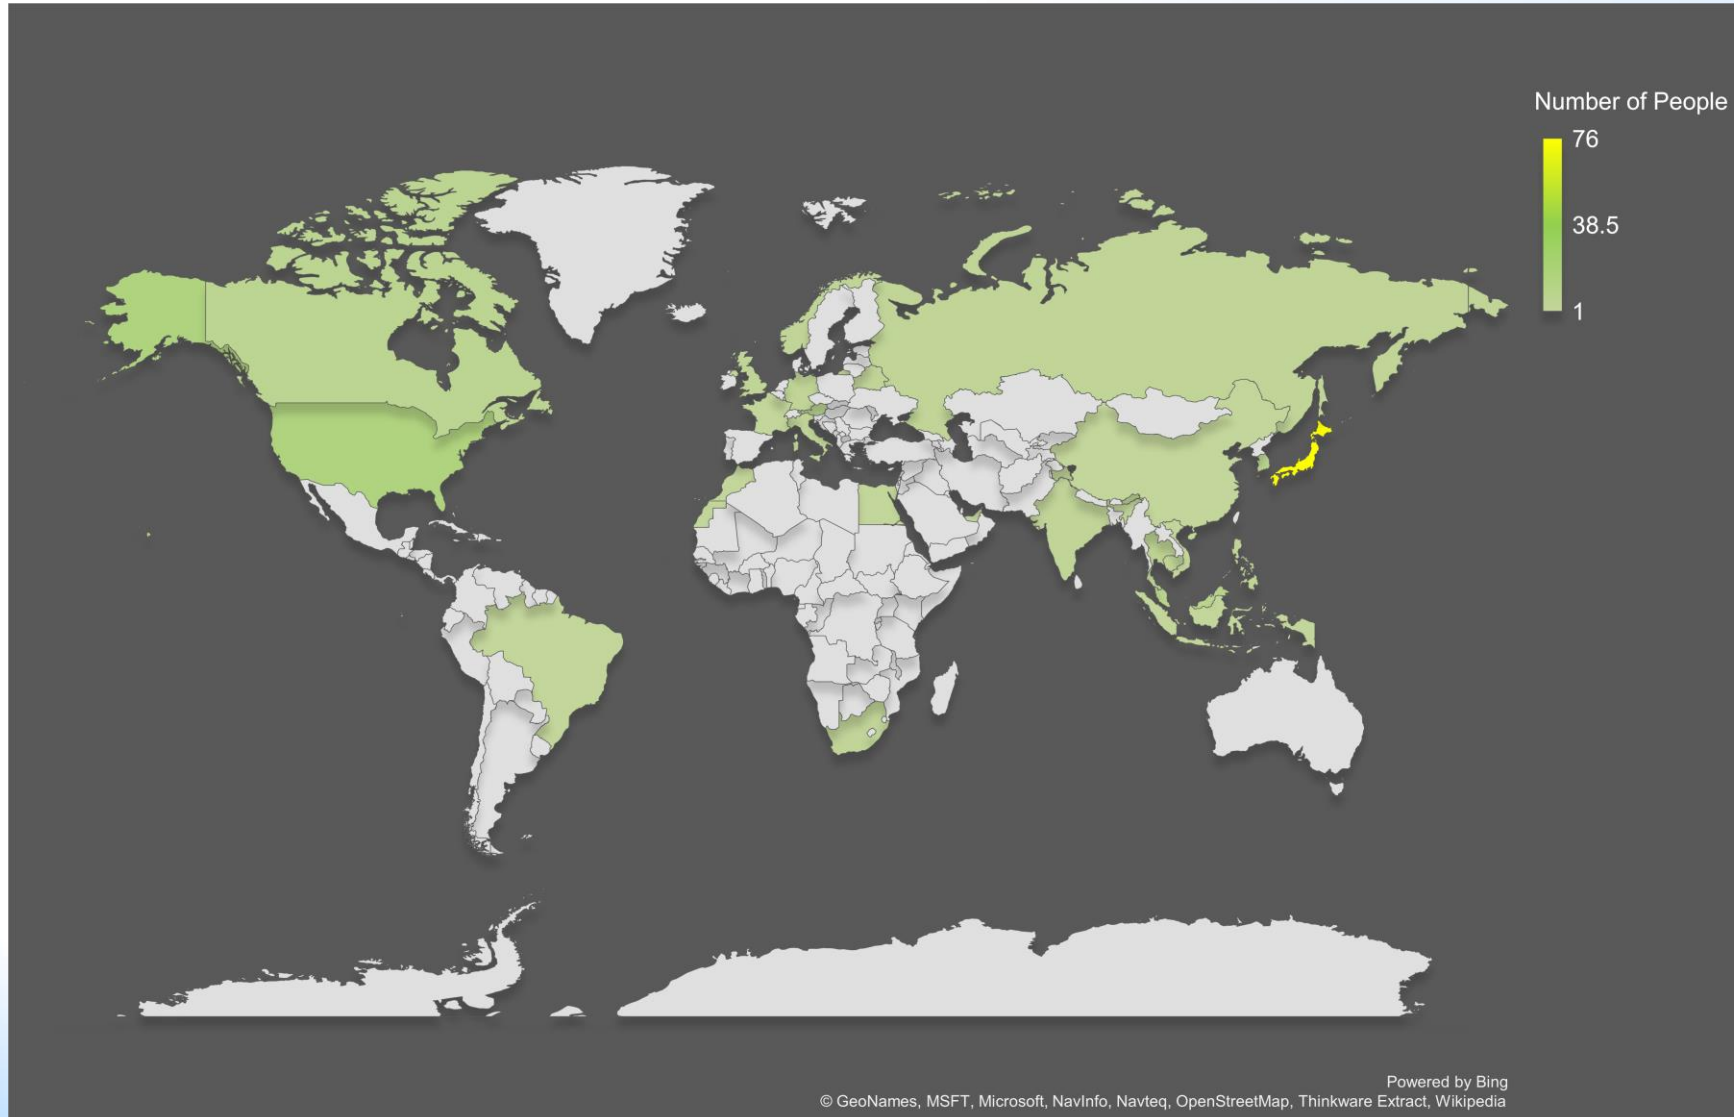 Number of People
76
38.5
1
Powered by Bing
© GeoNames, MSFT, Microsoft, NavInfo, Navteq, OpenStreetMap, Thinkware Extract, Wikipedia